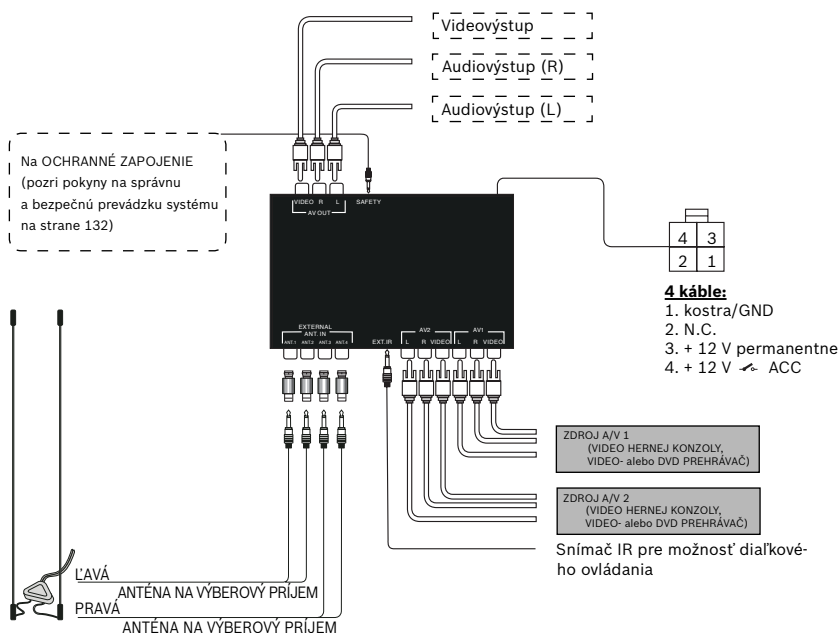 Videovýstup
Audiovýstup (R)
Audiovýstup (L)
Na OCHRANNÉ ZAPOJENIE
(pozri pokyny na správnu
a bezpečnú prevádzku systému
na strane 132)
VIDEO R L SAFETY
AV OUT
4 3
2 1
4 káble:
1. kostra/GND
2. N.C.
3. + 12 V permanentne
4. + 12 V ACC
EXTERNAL
ANT. IN
ANT.1 ANT.2 ANT.3 ANT.4
EXT.IR
AV2 AV1
L R VIDEO L R VIDEO
ZDROJ A/V 1
(VIDEO HERNEJ KONZOLY,
VIDEO- alebo DVD PREHRÁVAČ)
ZDROJ A/V 2
(VIDEO HERNEJ KONZOLY,
VIDEO- alebo DVD PREHRÁVAČ)
Snímač IR pre možnosť diaľkové-
ho ovládania
ĽAVÁ
ANTÉNA NA VÝBEROVÝ PRÍJEM
PRAVÁ
ANTÉNA NA VÝBEROVÝ PRÍJEM